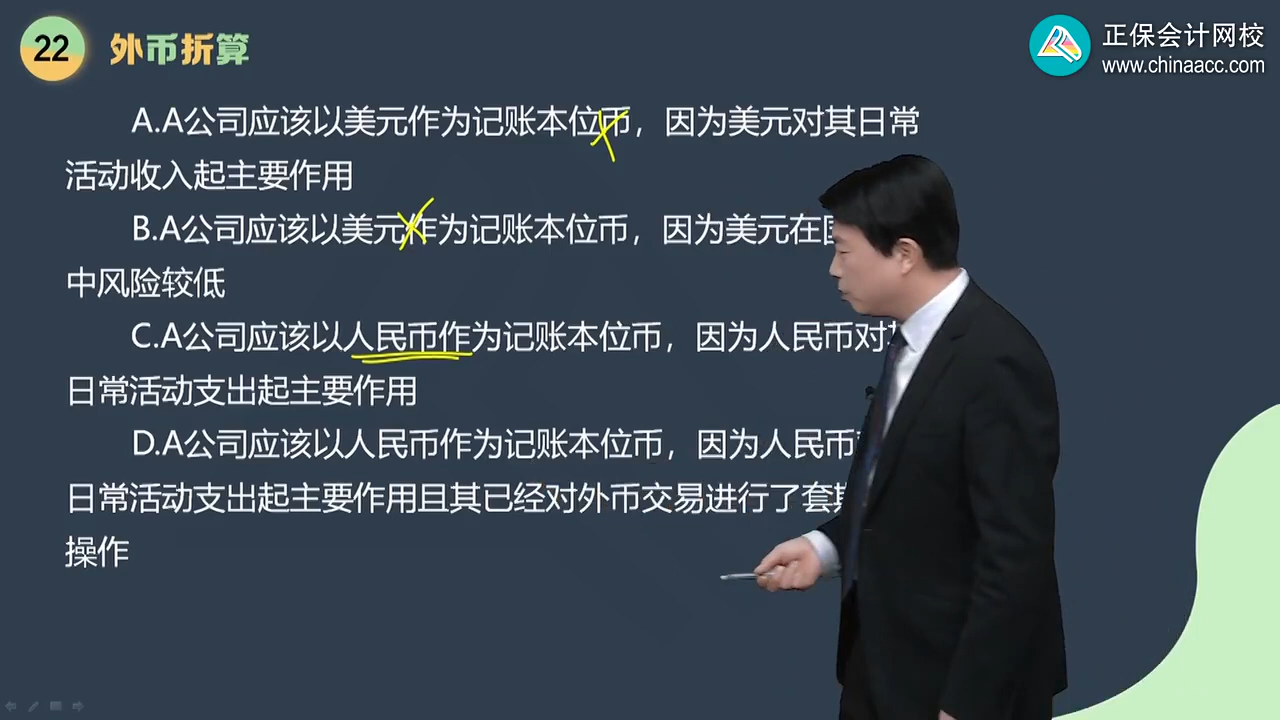 22 外币折算
正保会计网校
www.chinaacc.com
A.A公司应该以美元作为记账本位币，因为美元对其日常
活动收入起主要作用
B.A公司应该以美元作为记账本位币，因为美元在
中风险较低
C.A公司应该以人民币作为记账本位币，因为人民币对
日常活动支出起主要作用
D.A公司应该以人民币作为记账本位币，因为人民币
日常活动支出起主要作用且其已经对外币交易进行了套
操作